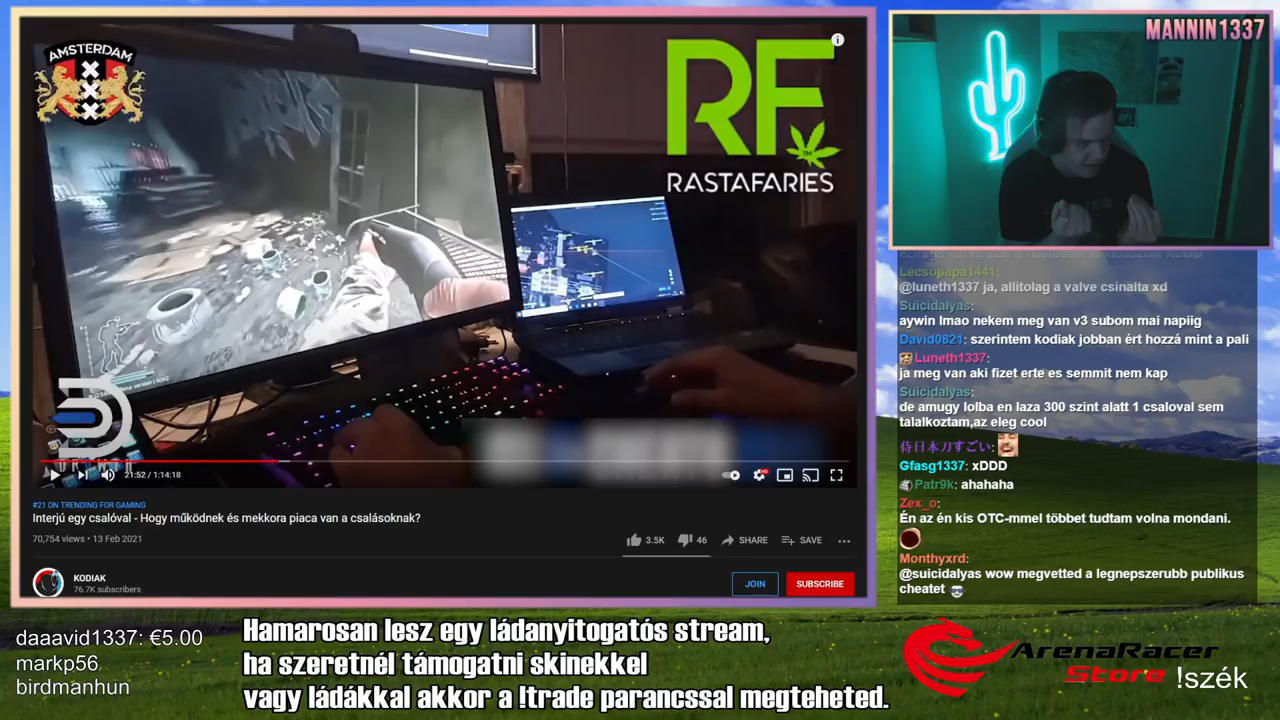 AMSTERDAM
RF
RASTAFARIES
21:52 / 1:14:18
#21 ON TRENDING FOR GAMING
Interjú egy csalóval - Hogy működnek és mekkora piaca van a csalásoknak?
70,754 views • 13 Feb 2021
3.5K
46
SHARE
SAVE
KODIAK
76.7K subscribers
JOIN
SUBSCRIBE
MANNIN1337
Lecsopapa1441:
@luneth1337 ja, allitolag a valve csinalta xd
Suicidalyas:
aywin lmao nekem meg van v3 subom mai napiig
David0821: szerintem kodiak jobban ért hozzá mint a pali
Luneth1337:
ja meg van aki fizet erte es semmit nem kap
Suicidalyas:
de amugy lolba en laza 300 szint alatt 1 csaloval sem
talalkoztam,az eleg cool
侍日本刀すごい:
Gfasg1337: xDDD
Patr9k: ahahaha
Zex_o:
Én az én kis OTC-mmel többet tudtam volna mondani.
Monthyxrd:
@suicidalyas wow megvetted a legnepszerubb publikus
cheatet
daaavid1337: €5.00
markp56
birdmanhun
Hamarosan lesz egy ládanyitogatós stream,
ha szeretnél támogatni skinekkel
vagy ládákkal akkor a !trade paranccsal megteheted.
ArenaRacer
Store
!szék